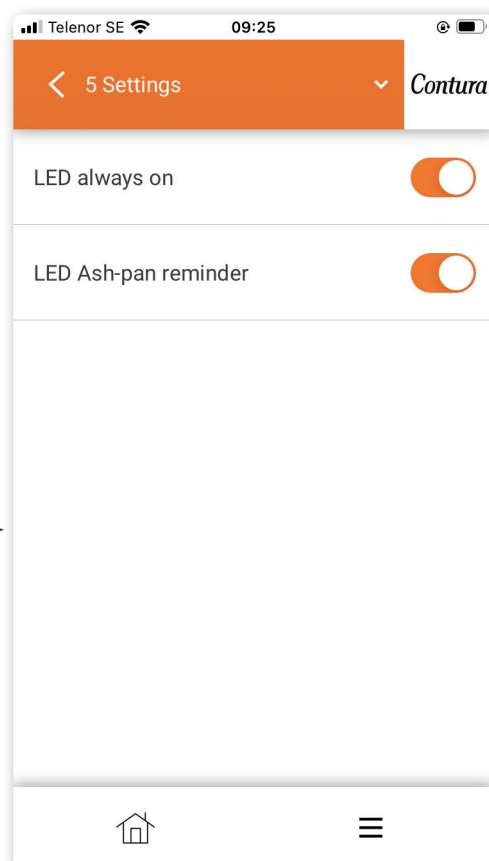 Telenor SE
09:25
5 Settings
Contura
LED always on
LED Ash-pan reminder